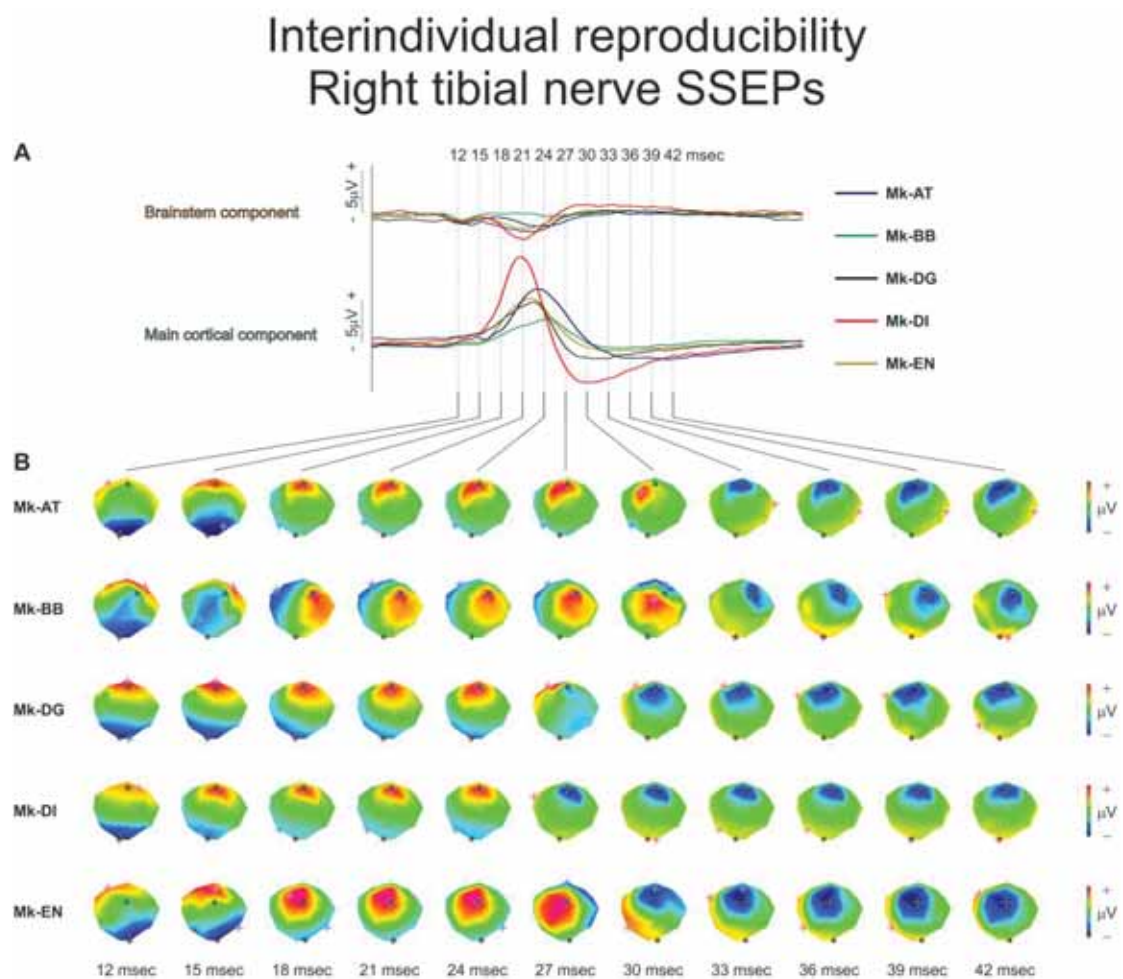 Interindividual reproducibility
Right tibial nerve SSEPs
A
12 15 18 21 24 27 30 33 36 39 42 msec
- .5µV +
Brainstem component
- .5µV +
Main cortical component
Mk-AT
Mk-BB
Mk-DG
Mk-DI
Mk-EN
B
Mk-AT
+
µV
–
Mk-BB
+
µV
–
Mk-DG
+
µV
–
Mk-DI
+
µV
–
Mk-EN
+
µV
–
12 msec 15 msec 18 msec 21 msec 24 msec 27 msec 30 msec 33 msec 36 msec 39 msec 42 msec